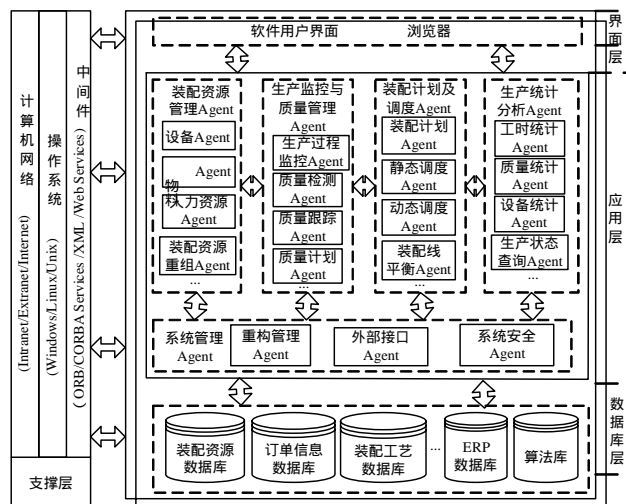 软件用户界面 浏览器
界面层
计算机网络
(Intranet/Extranet/Internet)
操作系统
(Windows/Linux/Unix)
中间件
(ORB/CORBA Services /XML /Web Services)
支撑层
装配资源
管理Agent
设备Agent
物料
Agent
人力资源
Agent
装配资源
重组Agent
...
生产监控与
质量管理
Agent
生产过程
监控Agent
质量检测
Agent
质量跟踪
Agent
质量计划
Agent
...
装配计划及
调度Agent
装配计划
Agent
静态调度
Agent
动态调度
Agent
装配线
平衡Agent
...
生产统计
分析Agent
工时统计
Agent
质量统计
Agent
设备统计
Agent
生产状态
查询Agent
...
应用层
系统管理
Agent
重构管理
Agent
外部接口
Agent
系统安全
Agent
装配资源
数据库
订单信息
数据库
装配工艺
数据库
...
ERP
数据库
算法库
数据库层